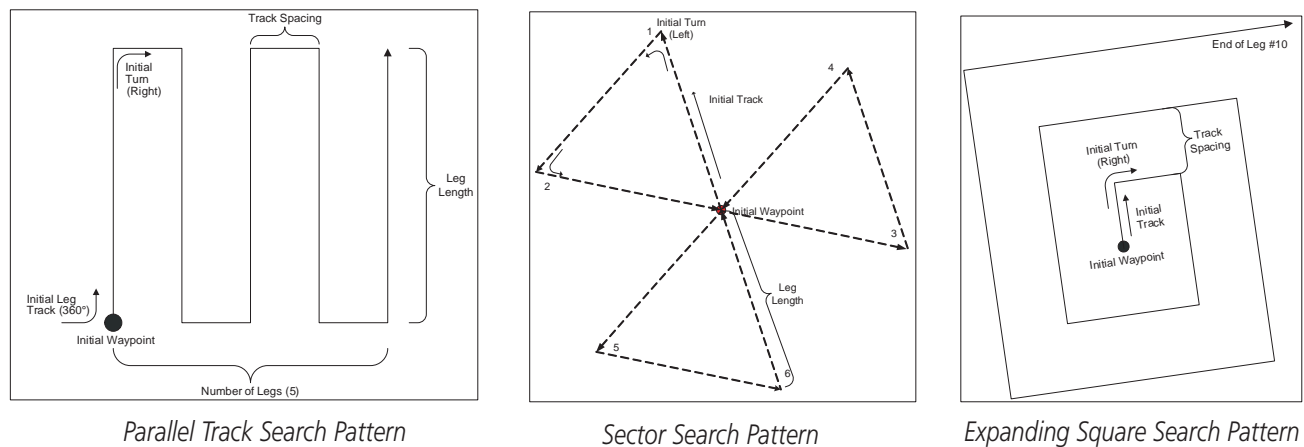 Track Spacing
Initial
Turn
(Right)
Leg
Length
Initial Leg
Track (360°)
Initial Waypoint
Number of Legs (5)
Parallel Track Search Pattern
1
Initial Turn
(Left)
4
Initial Track
2
Initial Waypoint
3
Leg
Length
5
6
Sector Search Pattern
End of Leg #10
Initial Turn
(Right)
Track
Spacing
Initial
Track
Initial Waypoint
Expanding Square Search Pattern